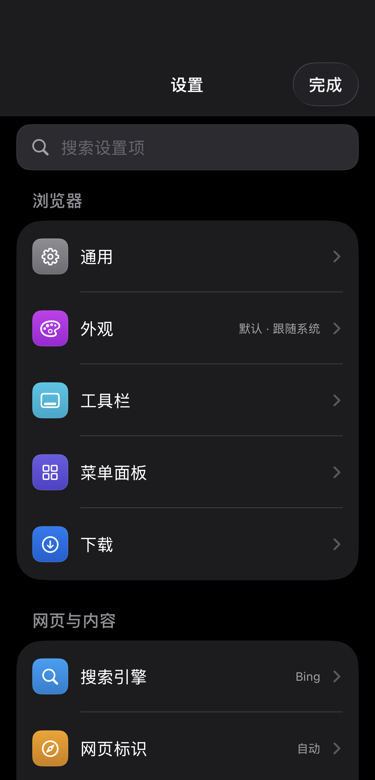 设置
完成
搜索设置项
浏览器
通用
外观 默认 · 跟随系统
工具栏
菜单面板
下载
网页与内容
搜索引擎 Bing
网页标识 自动